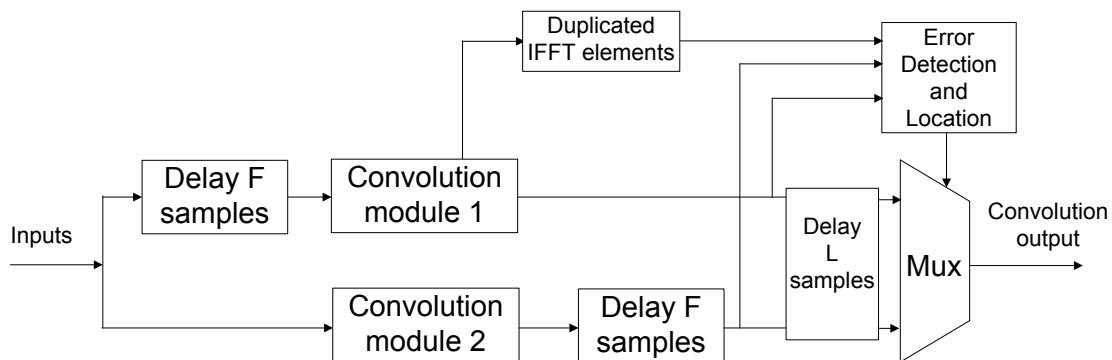 Duplicated
IFFT elements
Error
Detection
and
Location
Delay F
samples
Convolution
module 1
Inputs
Delay
L
samples
Mux
Convolution
output
Convolution
module 2
Delay F
samples